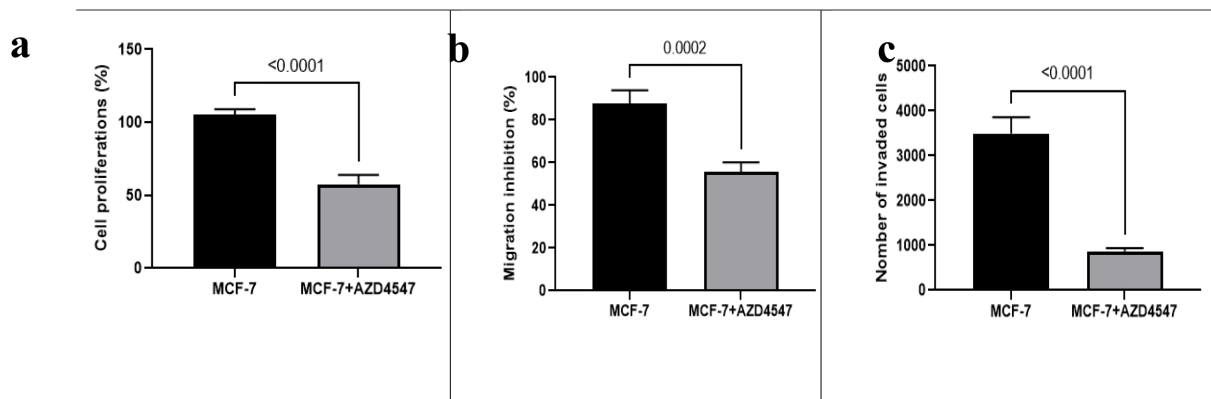 a
Cell proliferations (%)
150
100
50
0
<0.0001
MCF-7
MCF-7+AZD4547
b
Migration inhibition (%)
100
80
60
40
20
0
0.0002
MCF-7
MCF-7+AZD4547
c
Nomber of invaded cells
5000
4000
3000
2000
1000
0
<0.0001
MCF-7
MCF-7+AZD4547